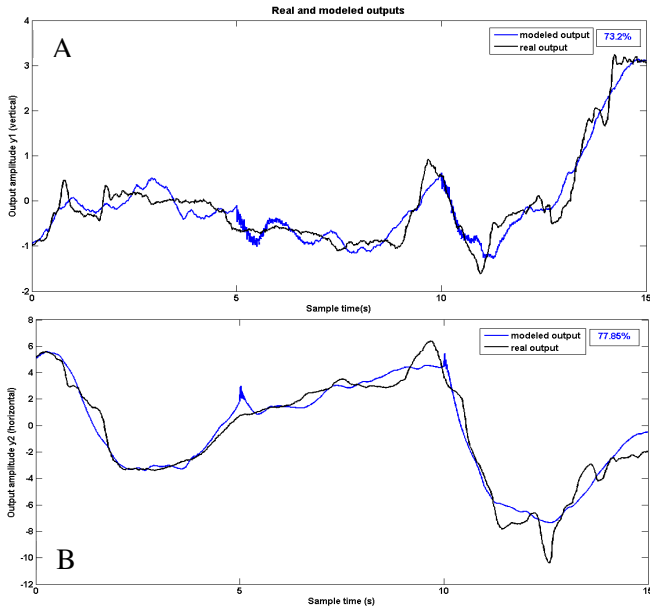 Real and modeled outputs
A
modeled output
real output
73.2%
Output amplitude y1 (vertical)
4
3
2
1
0
-1
-2
0
5
10
15
Sample time(s)
modeled output
real output
77.85%
Output amplitude y2 (horizontal)
8
6
4
2
0
-2
-4
-6
-8
-10
-12
B
0
5
10
15
Sample time (s)